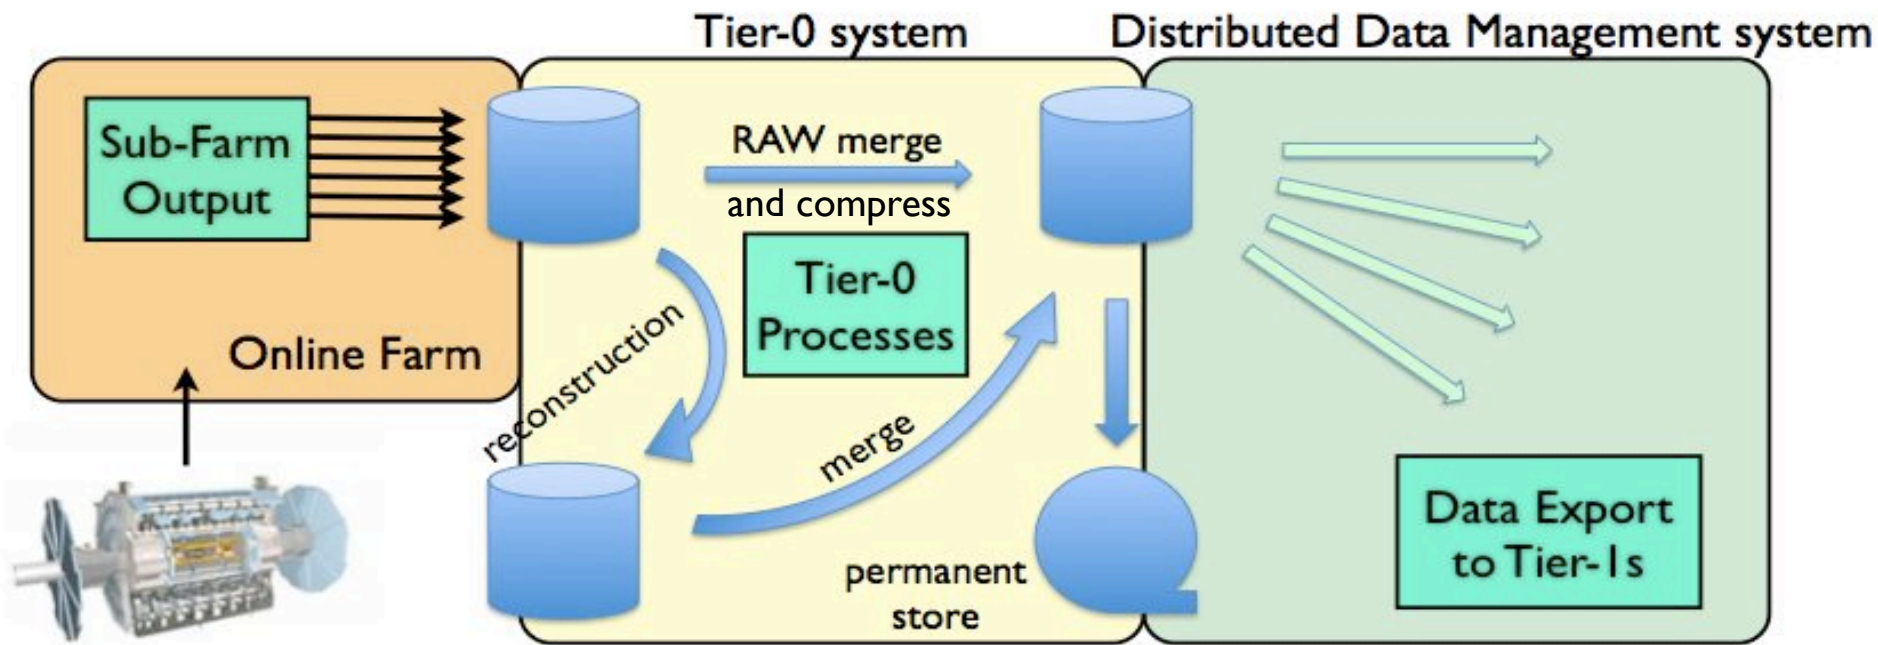 Tier-0 system
Distributed Data Management system
Sub-Farm
Output
Online Farm
RAW merge
and compress
Tier-0
Processes
reconstruction
merge
permanent
store
Data Export
to Tier-1s